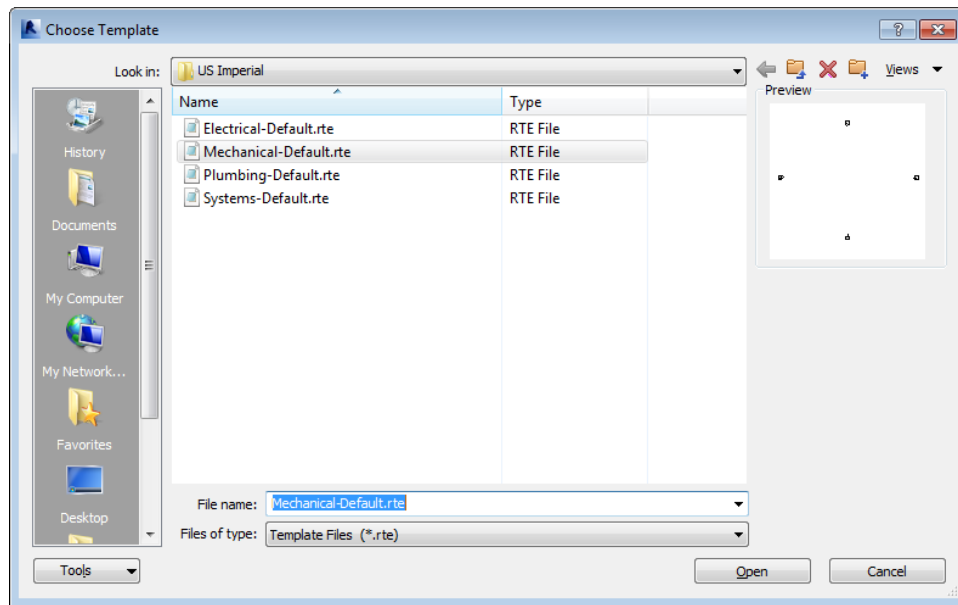 Choose Template
Look in: US Imperial Views
Name Type
Preview
Electrical-Default.rte RTE File
Mechanical-Default.rte RTE File
Plumbing-Default.rte RTE File
Systems-Default.rte RTE File
History
Documents
My Computer
My Network...
Favorites
Desktop
File name: Mechanical-Default.rte
Files of type: Template Files (*.rte)
Tools Open Cancel